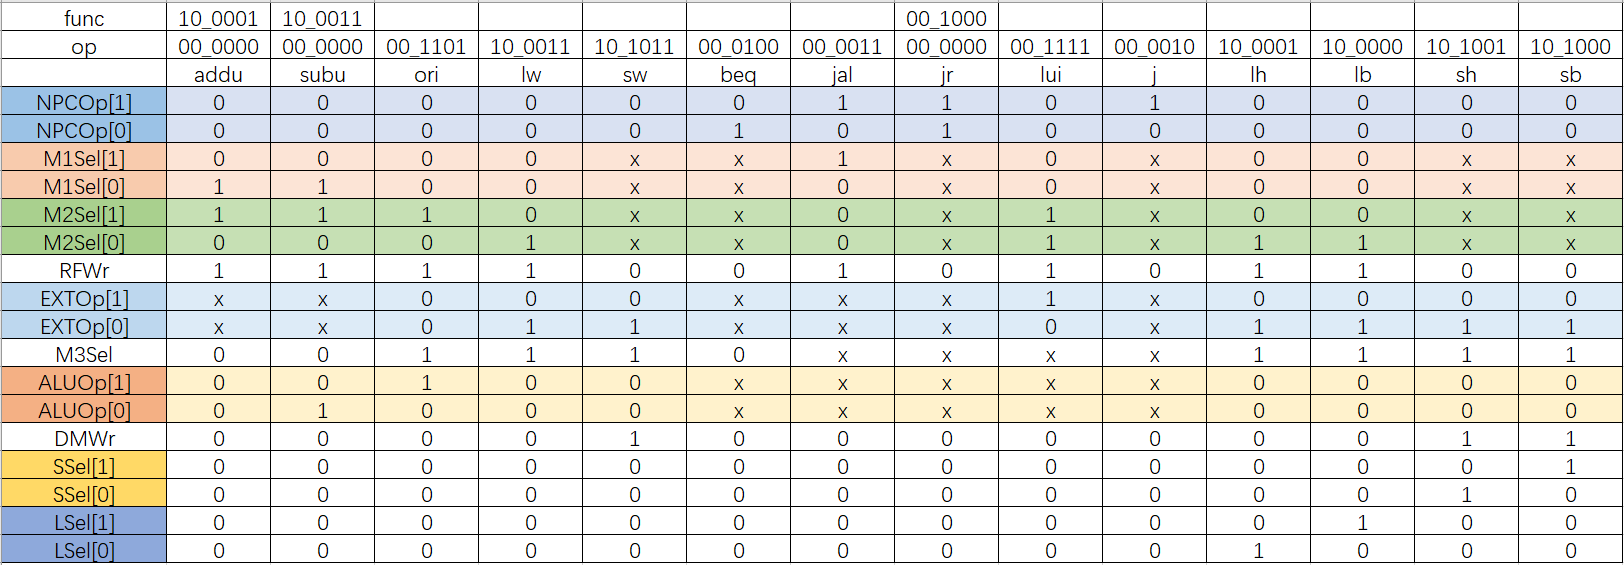 func 10_0001 10_0011 00_1000
op 00_0000 00_0000 00_1101 10_0011 10_1011 00_0100 00_0011 00_0000 00_1111 00_0010 10_0001 10_0000 10_1001 10_1000
addu subu ori lw sw beq jal jr lui j lh lb sh sb
NPCOp[1] 0 0 0 0 0 0 1 1 0 1 0 0 0 0
NPCOp[0] 0 0 0 0 0 1 0 1 0 0 0 0 0 0
M1Sel[1] 0 0 0 0 x x 1 x 0 x 0 0 x x
M1Sel[0] 1 1 0 0 x x 0 x 0 x 0 0 x x
M2Sel[1] 1 1 1 0 x x 0 x 1 x 0 0 x x
M2Sel[0] 0 0 0 1 x x 0 x 1 x 1 1 x x
RFWr 1 1 1 1 0 0 1 0 1 0 1 1 0 0
EXTOp[1] x x 0 0 0 x x x 1 x 0 0 0 0
EXTOp[0] x x 0 1 1 x x x 0 x 1 1 1 1
M3Sel 0 0 1 1 1 0 x x x x 1 1 1 1
ALUOp[1] 0 0 1 0 0 x x x x x 0 0 0 0
ALUOp[0] 0 1 0 0 0 x x x x x 0 0 0 0
DMWr 0 0 0 0 1 0 0 0 0 0 0 0 1 1
SSel[1] 0 0 0 0 0 0 0 0 0 0 0 0 0 1
SSel[0] 0 0 0 0 0 0 0 0 0 0 0 0 1 0
LSel[1] 0 0 0 0 0 0 0 0 0 0 0 1 0 0
LSel[0] 0 0 0 0 0 0 0 0 0 0 1 0 0 0